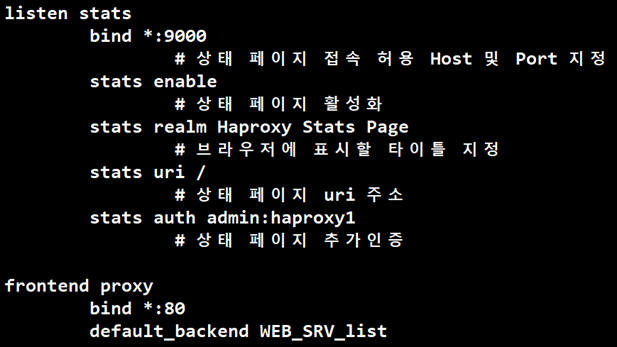 listen stats
bind *:9000
# 상태 페이지 접속 허용 Host 및 Port 지정
stats enable
# 상태 페이지 활성화
stats realm Haproxy Stats Page
# 브라우저에 표시할 타이틀 지정
stats uri /
# 상태 페이지 uri 주소
stats auth admin:haproxy1
# 상태 페이지 추가인증
frontend proxy
bind *:80
default_backend WEB_SRV_list